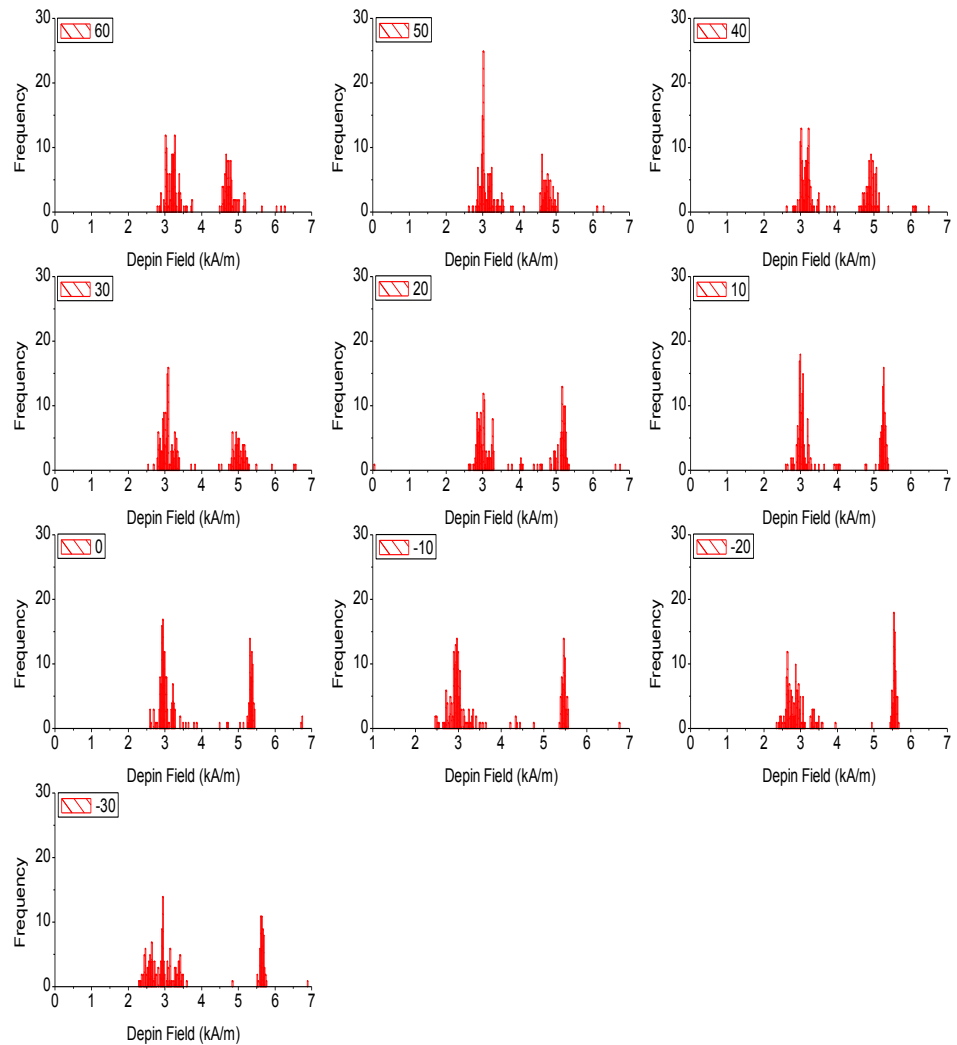 30 30 30
60 50 40
20 20 20
Frequency Frequency Frequency
10 10 10
0 0 0
0 1 2 3 4 5 6 7 0 1 2 3 4 5 6 7 0 1 2 3 4 5 6 7
Depin Field (kA/m) Depin Field (kA/m) Depin Field (kA/m)
30 30 30
30 20 10
20 20 20
Frequency Frequency Frequency
10 10 10
0 0 0
0 1 2 3 4 5 6 7 0 1 2 3 4 5 6 7 0 1 2 3 4 5 6 7
Depin Field (kA/m) Depin Field (kA/m) Depin Field (kA/m)
30 30 30
0 -10 -20
20 20 20
Frequency Frequency Frequency
10 10 10
0 0 0
0 1 2 3 4 5 6 7 1 2 3 4 5 6 7 0 1 2 3 4 5 6 7
Depin Field (kA/m) Depin Field (kA/m) Depin Field (kA/m)
30
-30
20
Frequency
10
0
0 1 2 3 4 5 6 7
Depin Field (kA/m)